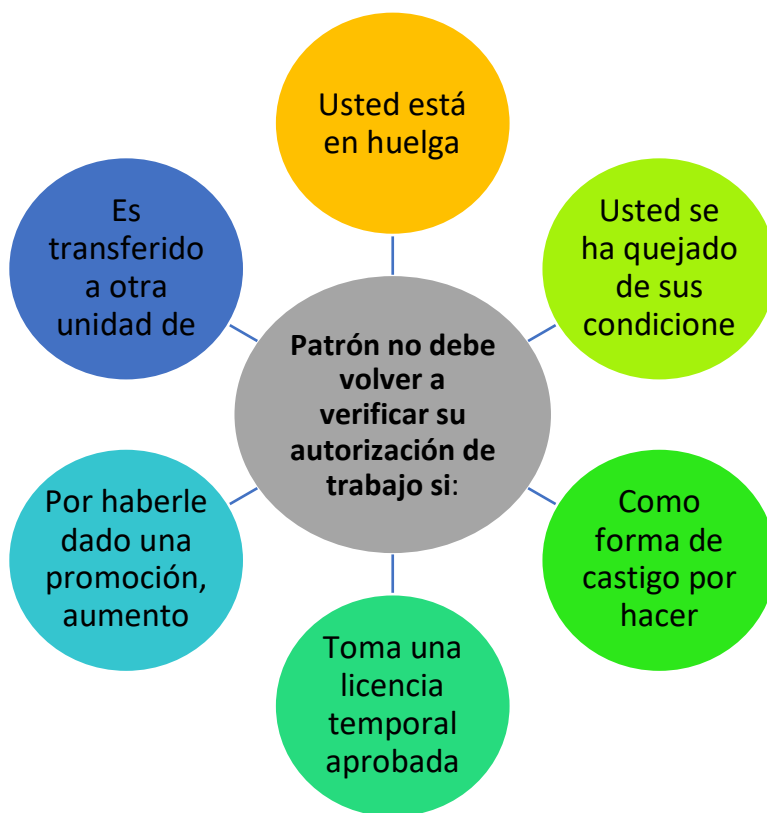 Usted está
en huelga
Usted se
ha quejado
de sus
condicione
Como
forma de
castigo por
hacer
Toma una
licencia
temporal
aprobada
Por haberle
dado una
promoción,
aumento
Es
transferido
a otra
unidad de
Patrón no debe
volver a
verificar su
autorización de
trabajo si: